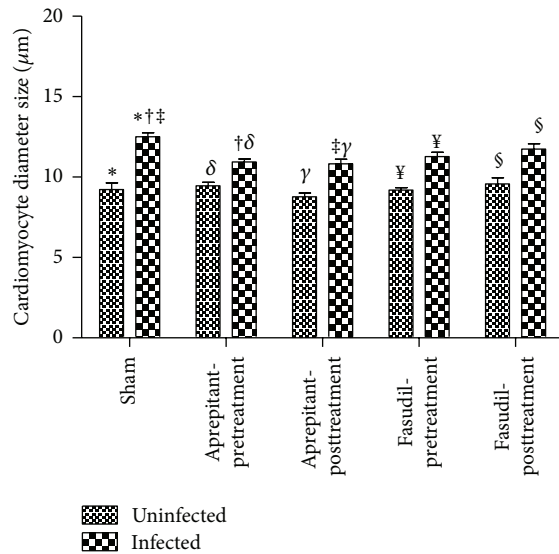 Cardiomyocyte diameter size (μm)
20
15
10
5
0
*
*†‡
δ
†δ
γ
‡γ
¥
¥
§
§
Sham
Aprepitant-
pretreatment
Aprepitant-
posttreatment
Fasudil-
pretreatment
Fasudil-
posttreatment
Uninfected
Infected